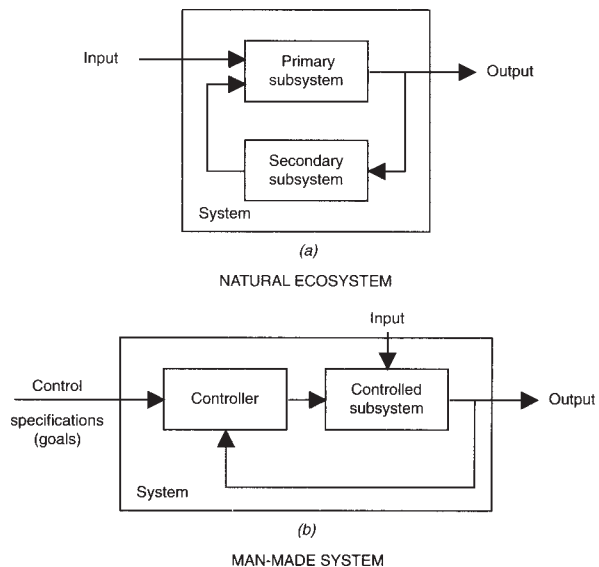 Input
Primary
subsystem
Output
Secondary
subsystem
System
(a)
NATURAL ECOSYSTEM
Input
Control
specifications
(goals)
Controller
Controlled
subsystem
Output
System
(b)
MAN-MADE SYSTEM